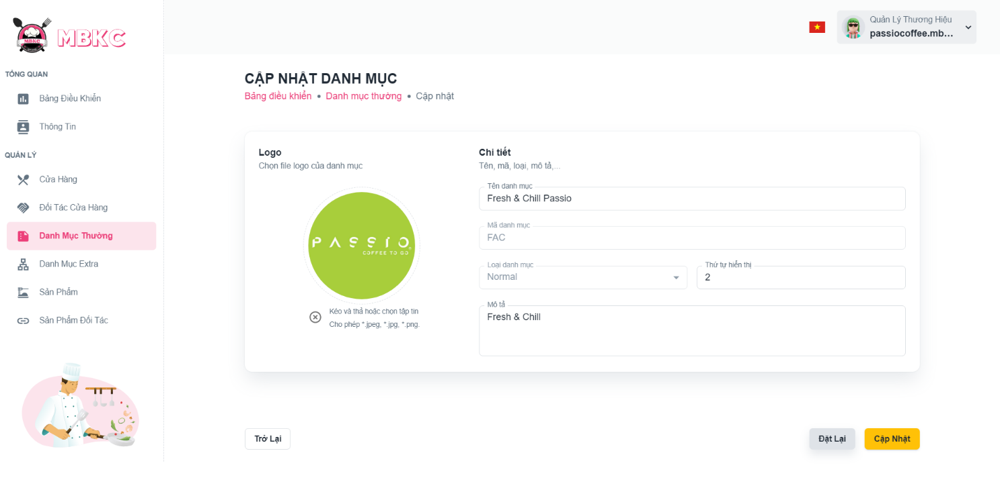 MBKC
MBKC
Quản Lý Thương Hiệu
passiocoffee.mb...
TỔNG QUAN
Bảng Điều Khiển
Thông Tin
QUẢN LÝ
Cửa Hàng
Đối Tác Cửa Hàng
Danh Mục Thường
Danh Mục Extra
Sản Phẩm
Sản Phẩm Đối Tác
CẬP NHẬT DANH MỤC
Bảng điều khiển • Danh mục thường • Cập nhật
Logo
Chọn file logo của danh mục
PASSIO
COFFEE TO GO
Kéo và thả hoặc chọn tập tin
Cho phép *.jpeg, *.jpg, *.png.
Chi tiết
Tên, mã, loại, mô tả,...
Tên danh mục
Fresh & Chill Passio
Mã danh mục
FAC
Loại danh mục
Normal
Thứ tự hiển thị
2
Mô tả
Fresh & Chill
Trở Lại
Đặt Lại
Cập Nhật